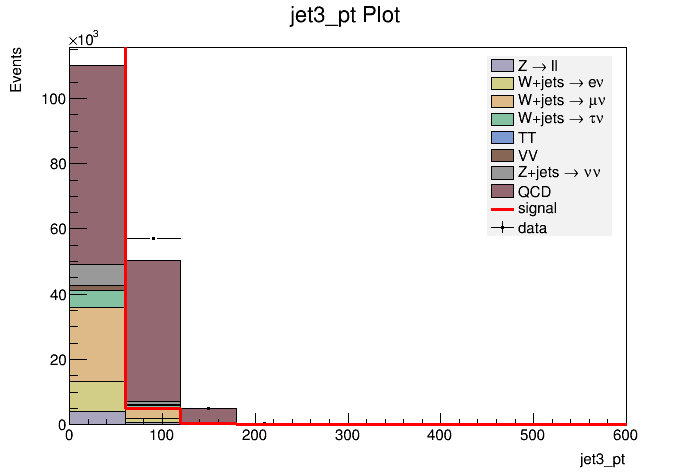 jet3_pt Plot
×10³
Events
100
80
60
40
20
0
0 100 200 300 400 500 600
jet3_pt
Z → ll
W+jets → eν
W+jets → μν
W+jets → τν
TT
VV
Z+jets → νν
QCD
signal
data